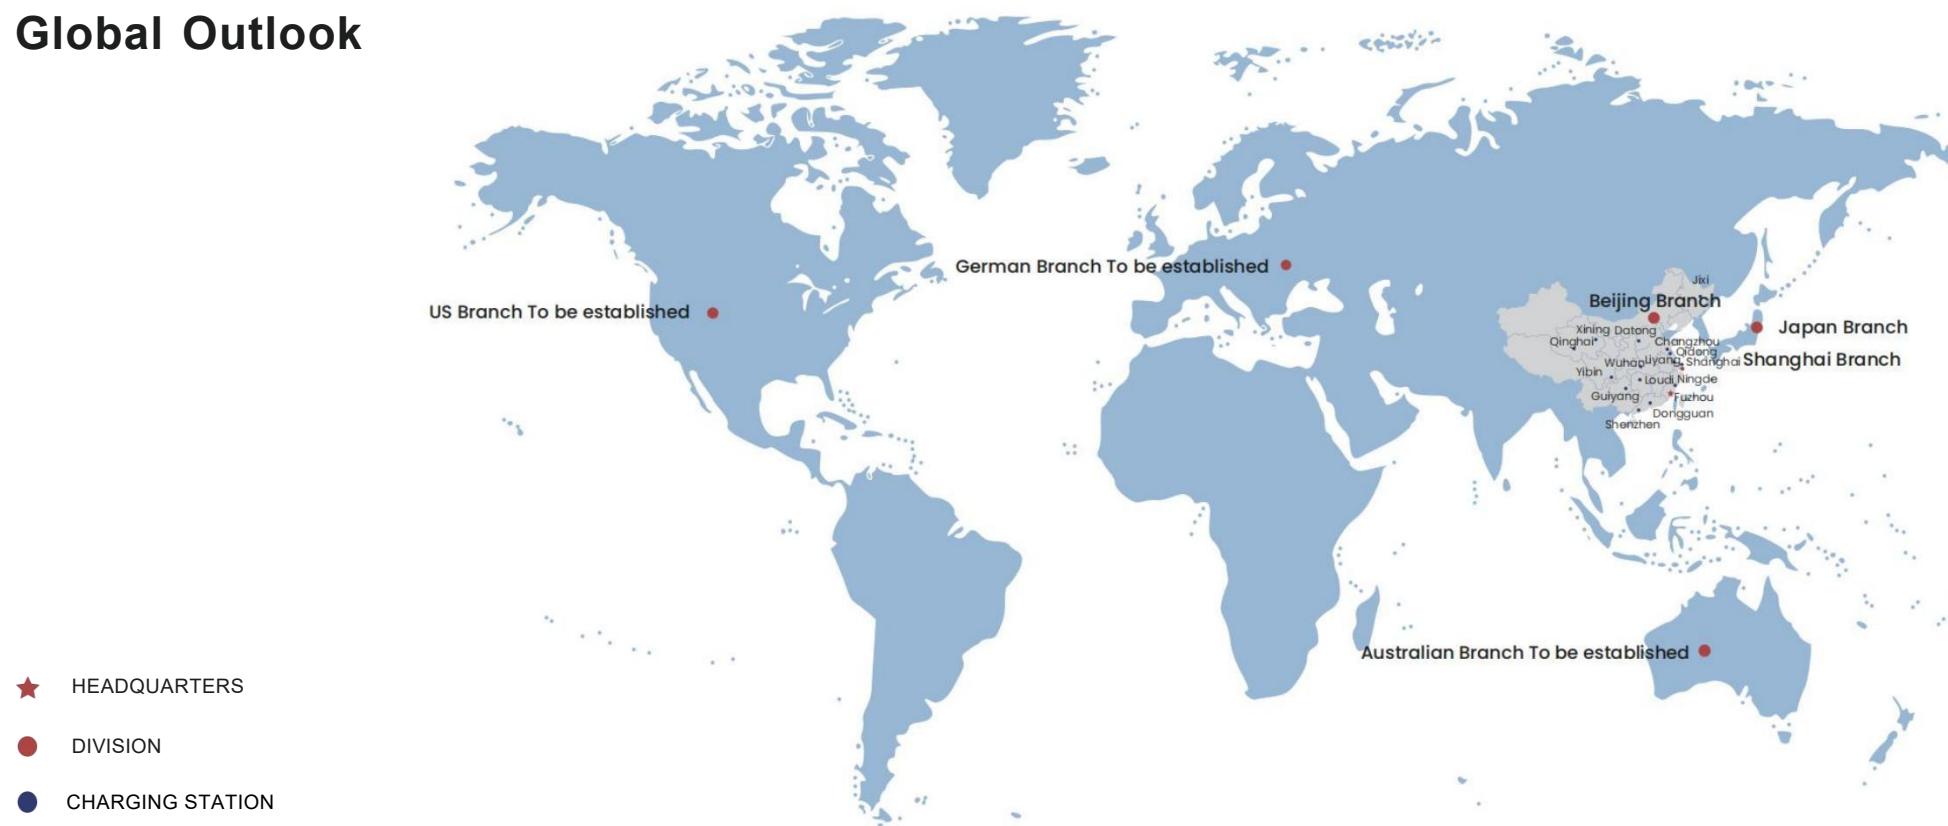 Global Outlook
German Branch To be established
US Branch To be established
Jixi
Beijing Branch
Japan Branch
Xining Datong
Qinghai
Changzhou
Qidong
Wuhan Liyang Shanghai
Shanghai Branch
Yibin
Loudi Ningde
Guiyang
Fuzhou
Dongguan
Shenzhen
Australian Branch To be established
HEADQUARTERS
DIVISION
CHARGING STATION